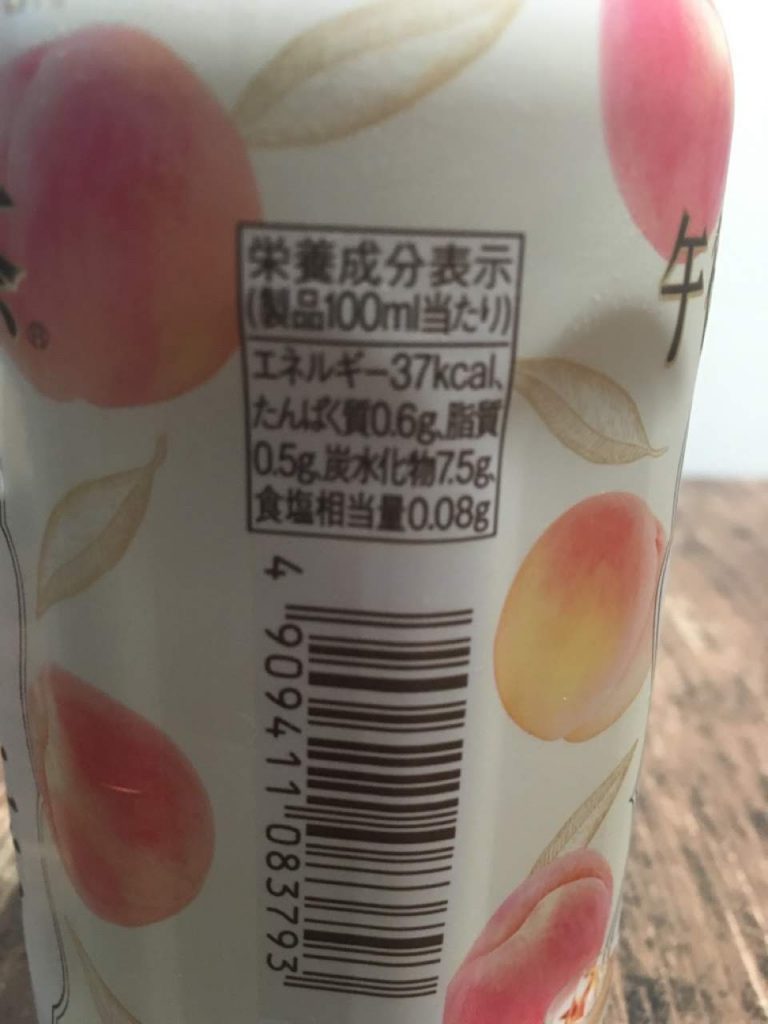 栄養成分表示
(製品100ml当たり)
エネルギー37kcal、
たんぱく質0.6g、脂質
0.5g、炭水化物7.5g、
食塩相当量0.08g
午
®
4 909411 083793